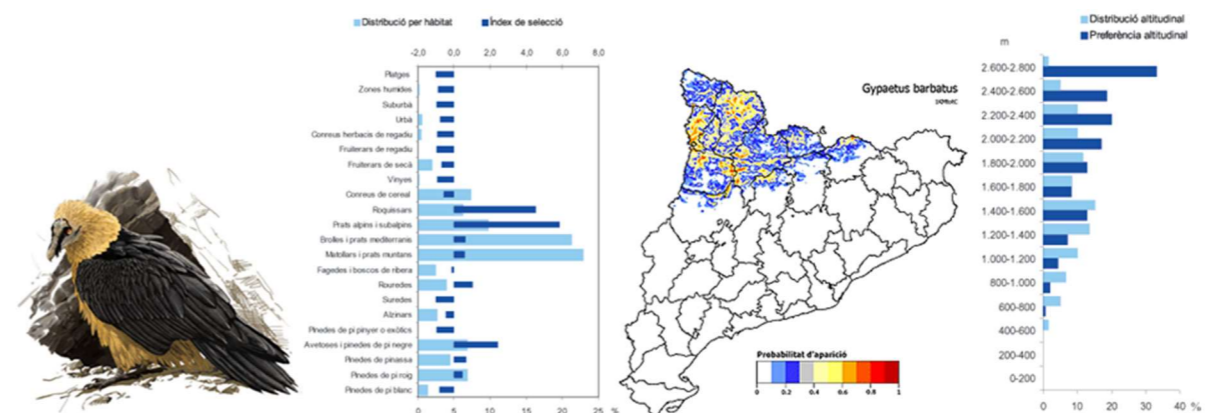 Distribució per hàbitat
Índex de selecció
-2,0 0,0 2,0 4,0 6,0 8,0
Platges
Zones humides
Suburbà
Urbà
Conreus herbacis de regadiu
Fruiterars de regadiu
Fruiterars de secà
Vinyes
Conreus de cereal
Roquissars
Prats alpins i subalpins
Brolles i prats mediterranis
Matollars i prats muntans
Fagedes i boscos de ribera
Rouredes
Suredes
Alzinars
Pinedes de pi pinyer o exòtics
Avetoses i pinedes de pi negre
Pinedes de pinassa
Pinedes de pi roig
Pinedes de pi blanc
0 5 15 25 %
Gypaetus barbatus
Probabilitat d'aparició
0 0.2 0.4 0.6 0.8 1
Distribució altitudinal
Preferència altitudinal
m
2.600-2.800
2.400-2.600
2.200-2.400
2.000-2.200
1.800-2.000
1.600-1.800
1.400-1.600
1.200-1.400
1.000-1.200
800-1.000
600-800
400-600
200-400
0-200
0 10 20 30 40 %